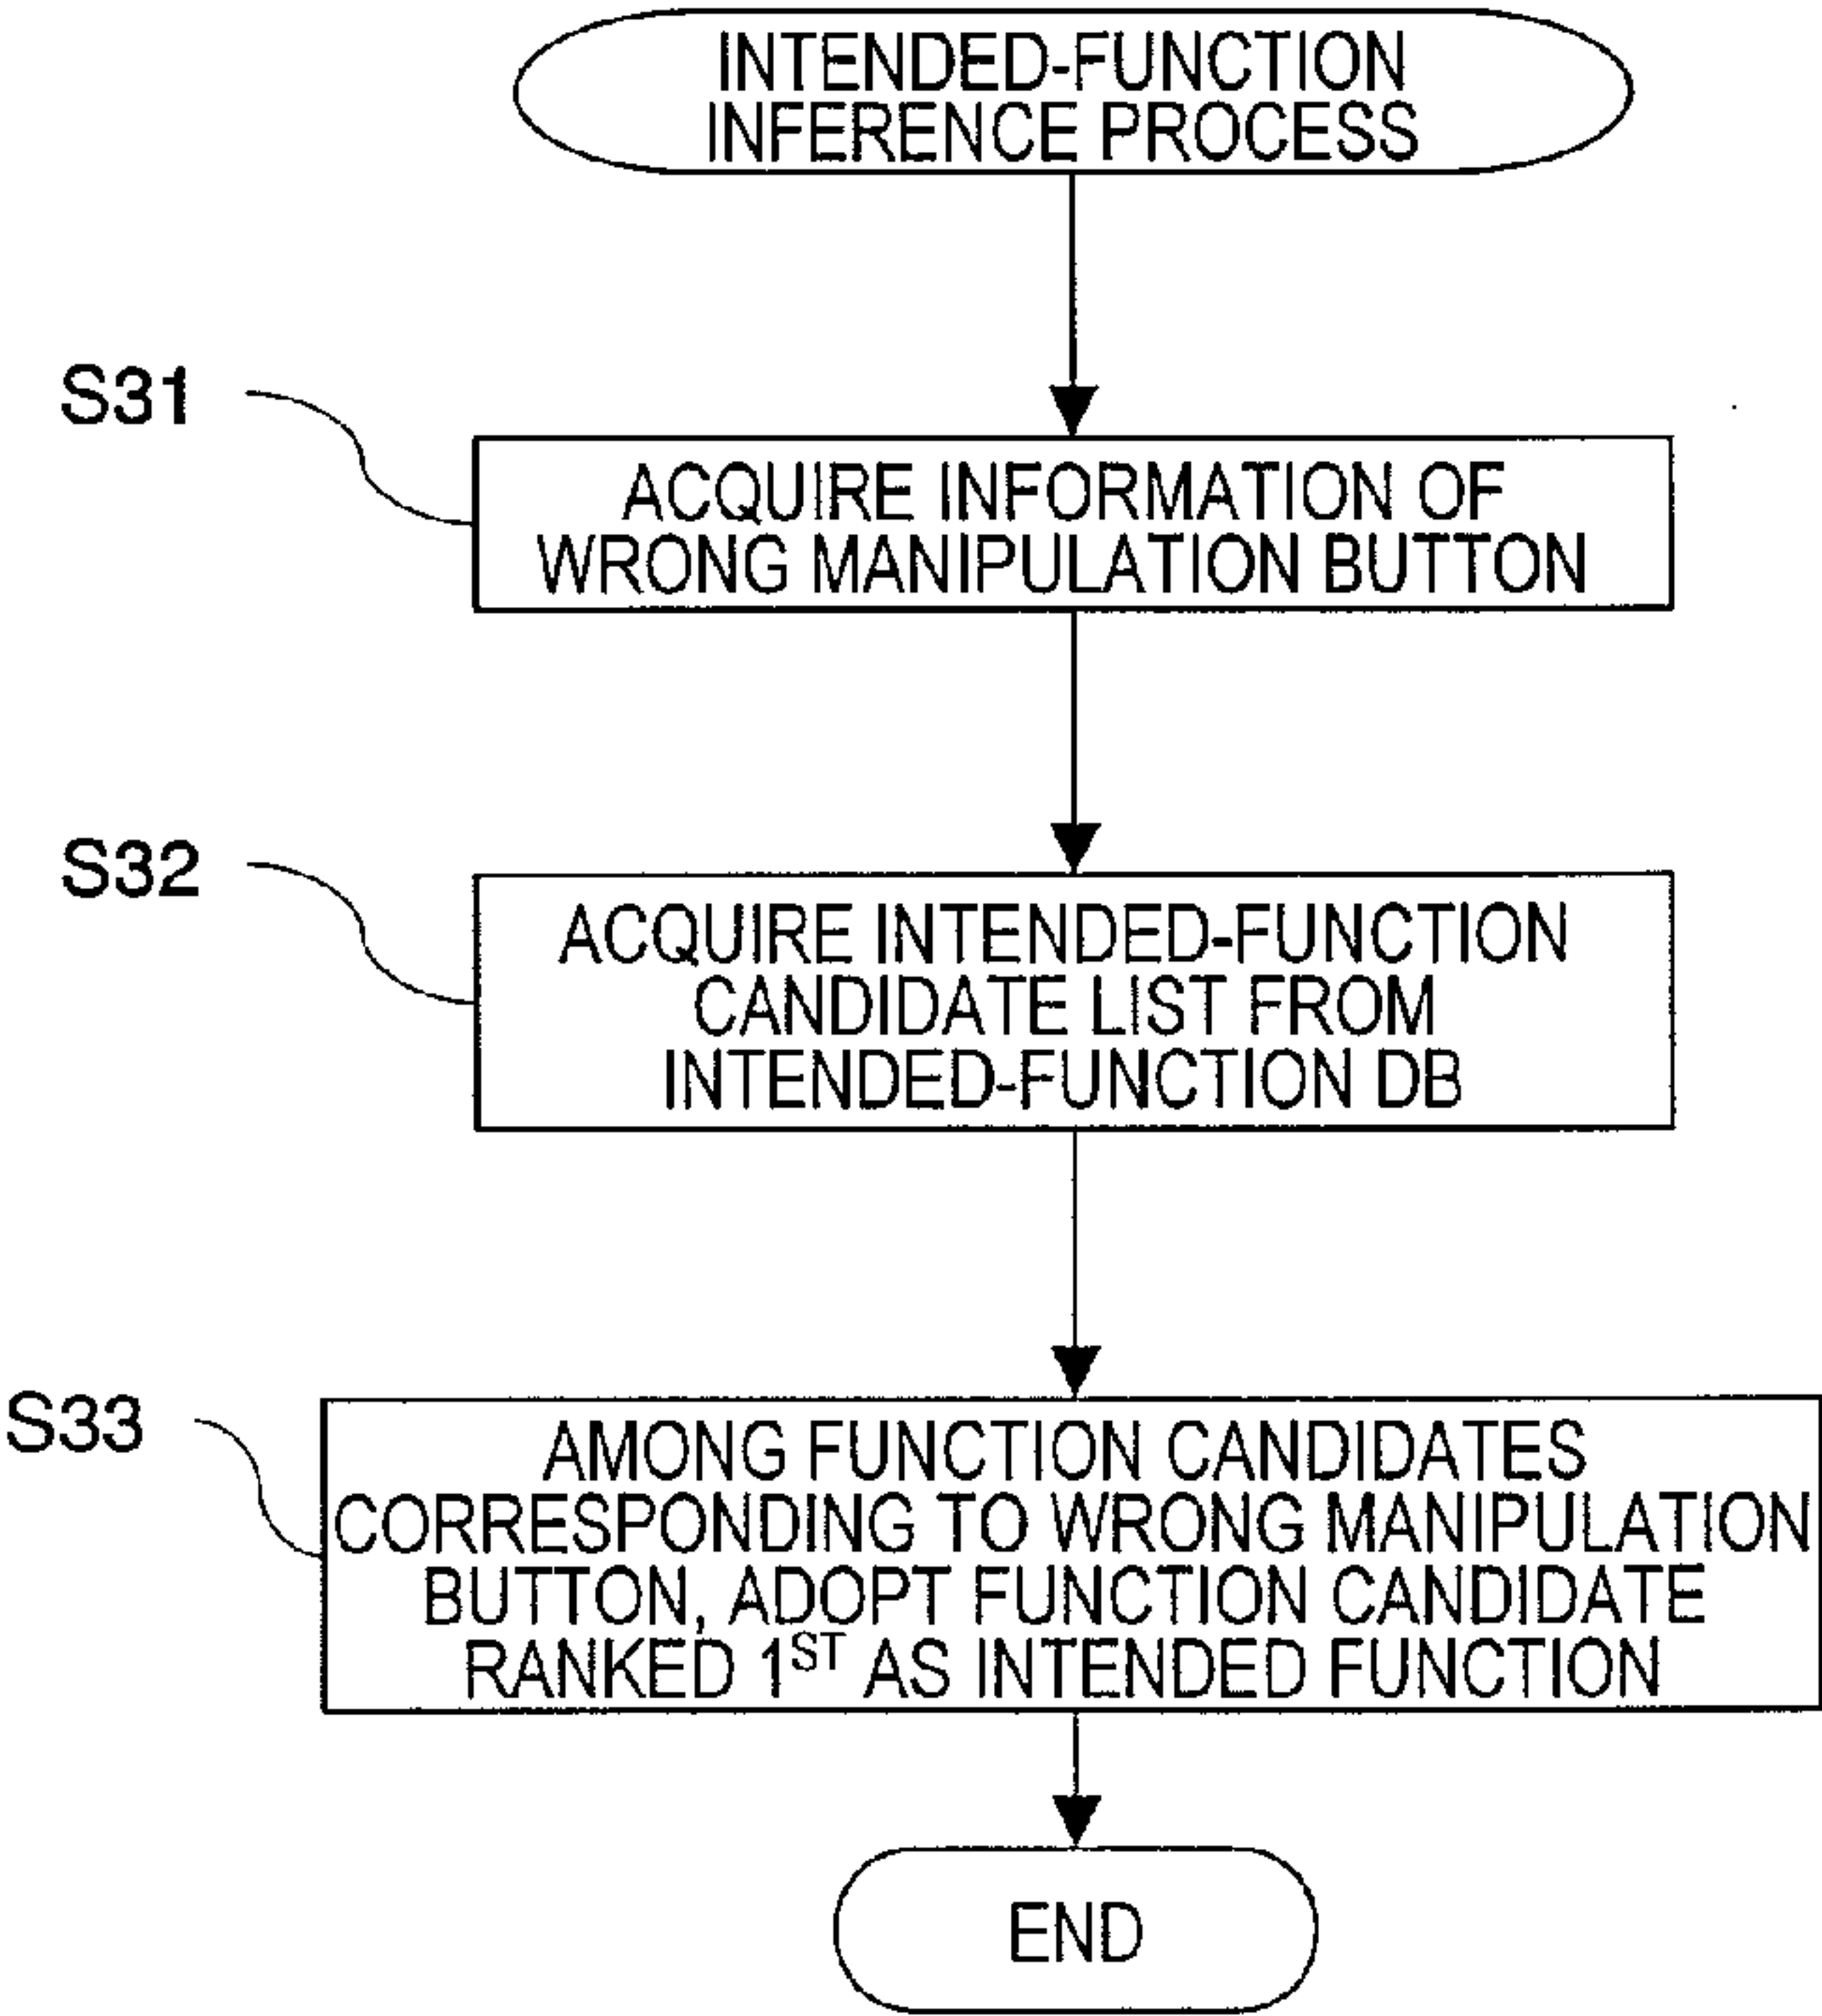 INTENDED-FUNCTION
INFERENCE PROCESS
S31
ACQUIRE INFORMATION OF
WRONG MANIPULATION BUTTON
S32
ACQUIRE INTENDED-FUNCTION
CANDIDATE LIST FROM
INTENDED-FUNCTION DB
S33
AMONG FUNCTION CANDIDATES
CORRESPONDING TO WRONG MANIPULATION
BUTTON, ADOPT FUNCTION CANDIDATE
RANKED 1ST AS INTENDED FUNCTION
END